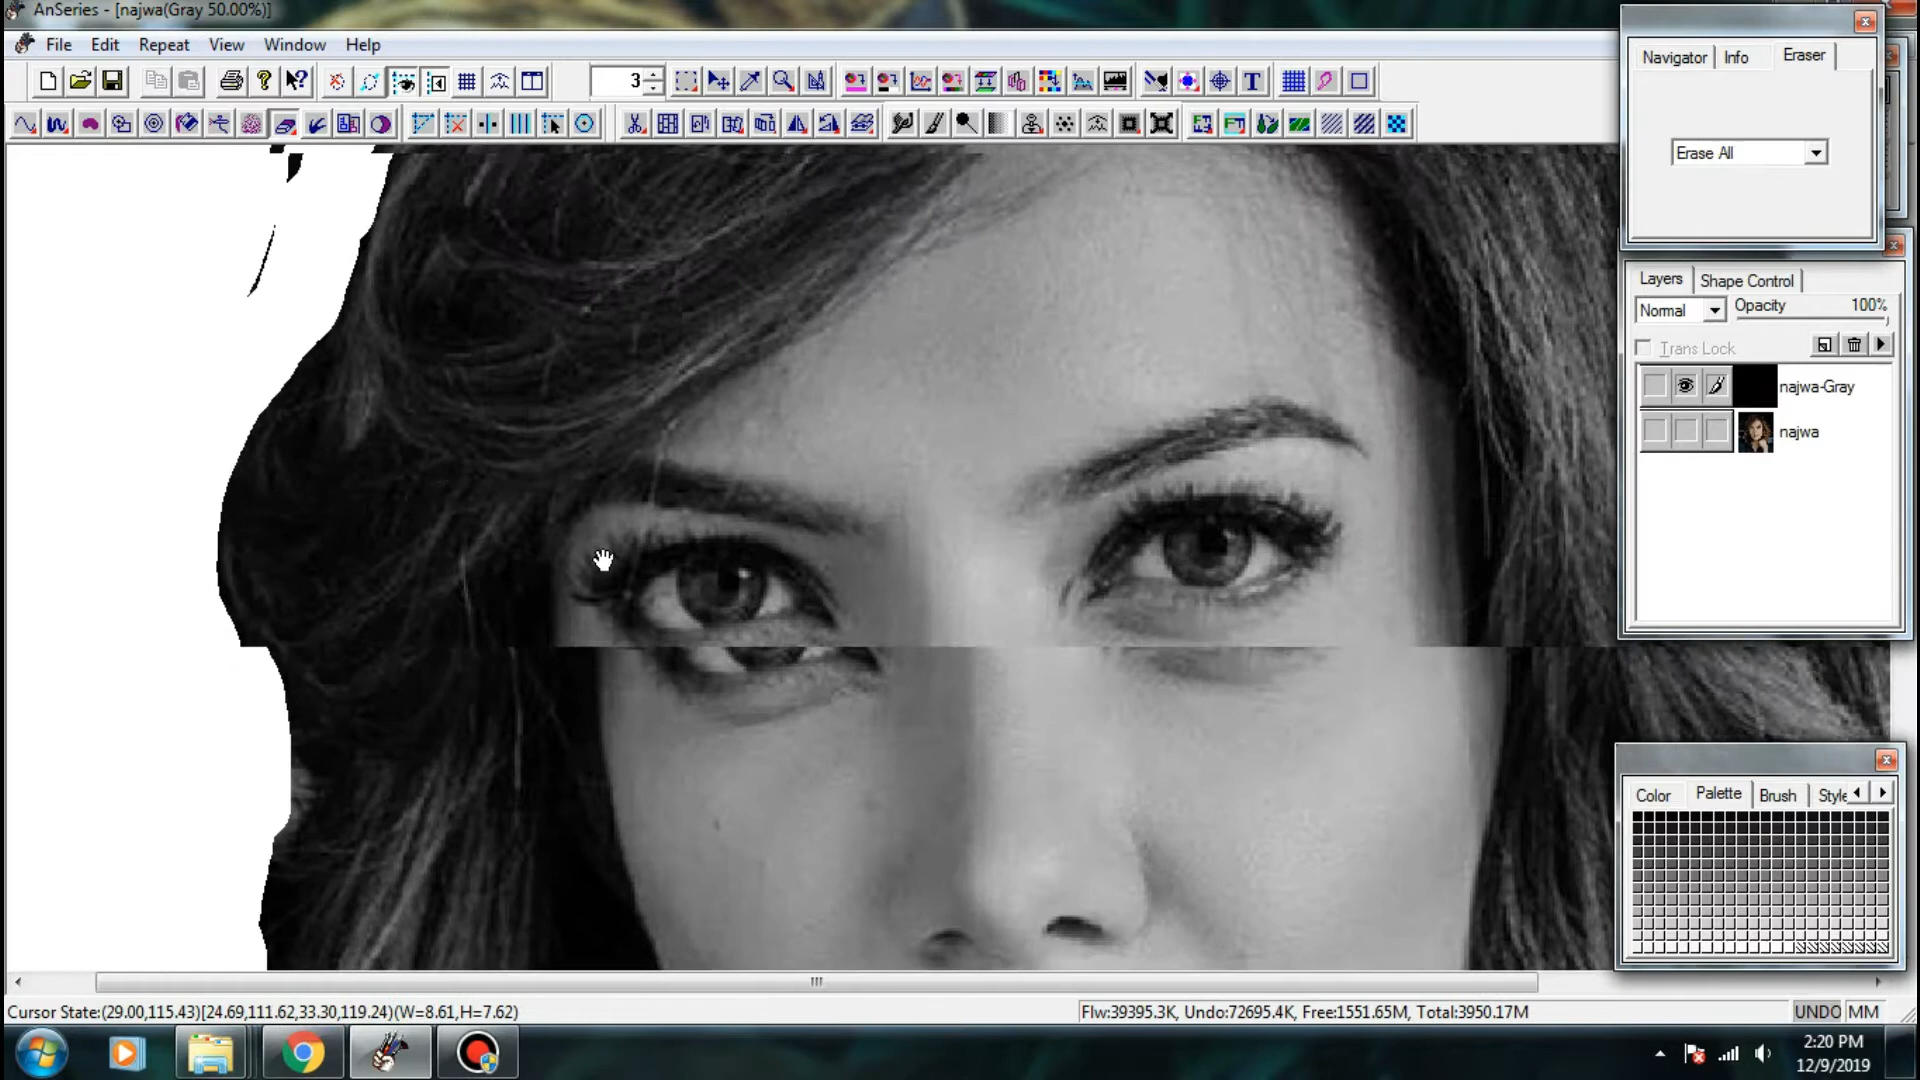 AnSeries - [najwa(Gray 50.00%)]
File Edit Repeat View Window Help
3
Navigator Info Eraser
Erase All
Layers Shape Control
Normal Opacity 100%
Trans Lock
najwa-Gray
najwa
Color Palette Brush Style
Cursor State:(29.00,115.43)[24.69,111.62,33.30,119.24)(W=8.61,H=7.62)
Flw:39395.3K, Undo:72695.4K, Free:1551.65M, Total:3950.17M
UNDO MM
2:20 PM
12/9/2019